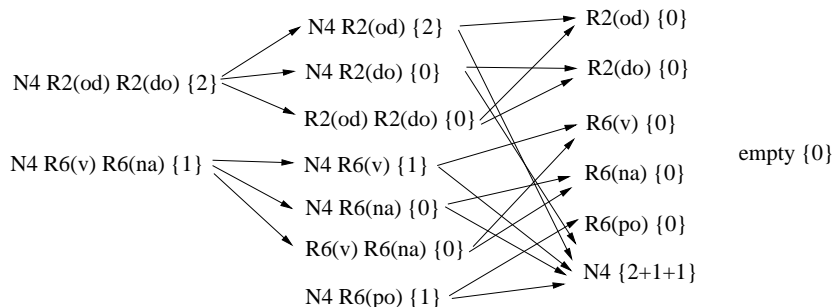 N4 R2(od) R2(do) {2}
N4 R6(v) R6(na) {1}
N4 R2(od) {2}
N4 R2(do) {0}
R2(od) R2(do) {0}
N4 R6(v) {1}
N4 R6(na) {0}
R6(v) R6(na) {0}
N4 R6(po) {1}
R2(od) {0}
R2(do) {0}
R6(v) {0}
R6(na) {0}
R6(po) {0}
N4 {2+1+1}
empty {0}